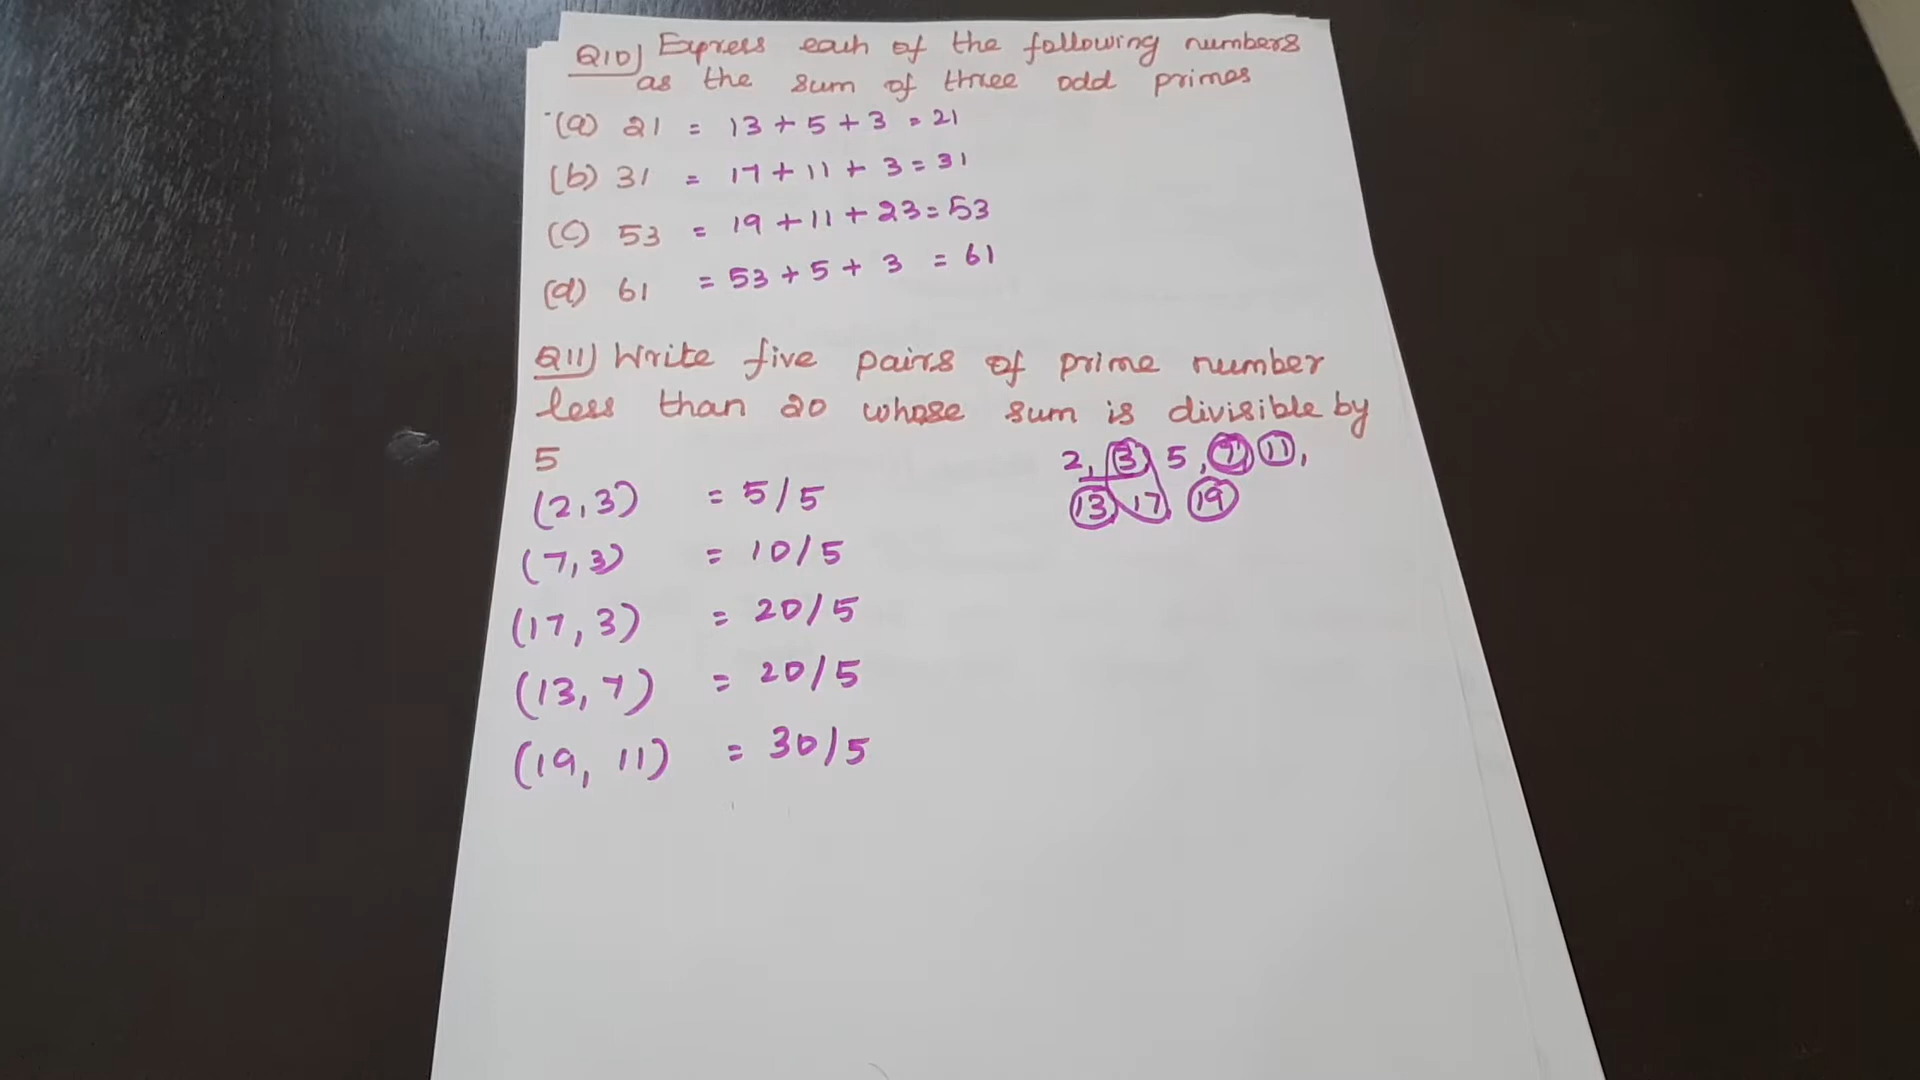 Q10) Express each of the following numbers
as the sum of three odd primes
(a) 21 = 13 + 5 + 3 = 21
(b) 31 = 17 + 11 + 3 = 31
(c) 53 = 19 + 11 + 23 = 53
(d) 61 = 53 + 5 + 3 = 61
Q11) Write five pairs of prime number
less than 20 whose sum is divisible by
5
2, 3, 5, 7, 11,
13, 17 19
(2,3) = 5/5
(7,3) = 10/5
(17,3) = 20/5
(13,7) = 20/5
(19, 11) = 30/5